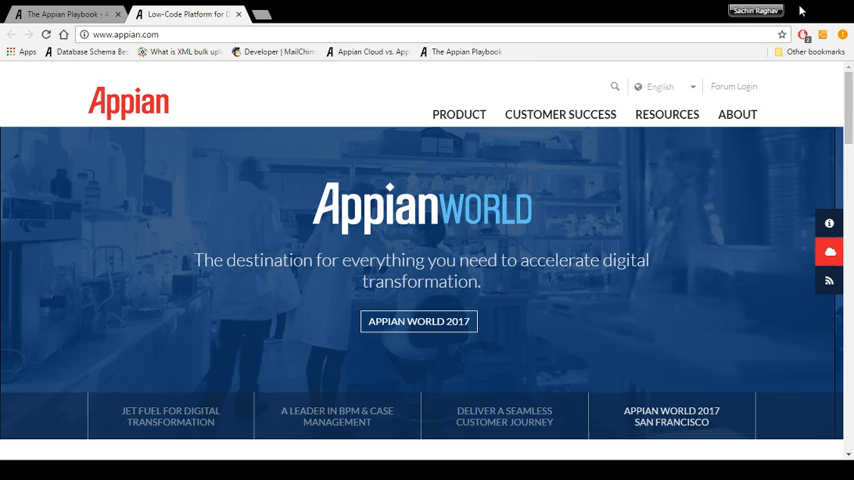 The Appian Playbook - A
Low-Code Platform for D
Sachin Raghav
www.appian.com
2
Apps
Database Schema Bes
What is XML bulk upl
Developer | MailChim
Appian Cloud vs. App
The Appian Playbook
Other bookmarks
Appian
English
Forum Login
PRODUCT
CUSTOMER SUCCESS
RESOURCES
ABOUT
AppianWORLD
The destination for everything you need to accelerate digital
transformation.
APPIAN WORLD 2017
JET FUEL FOR DIGITAL
TRANSFORMATION
A LEADER IN BPM & CASE
MANAGEMENT
DELIVER A SEAMLESS
CUSTOMER JOURNEY
APPIAN WORLD 2017
SAN FRANCISCO